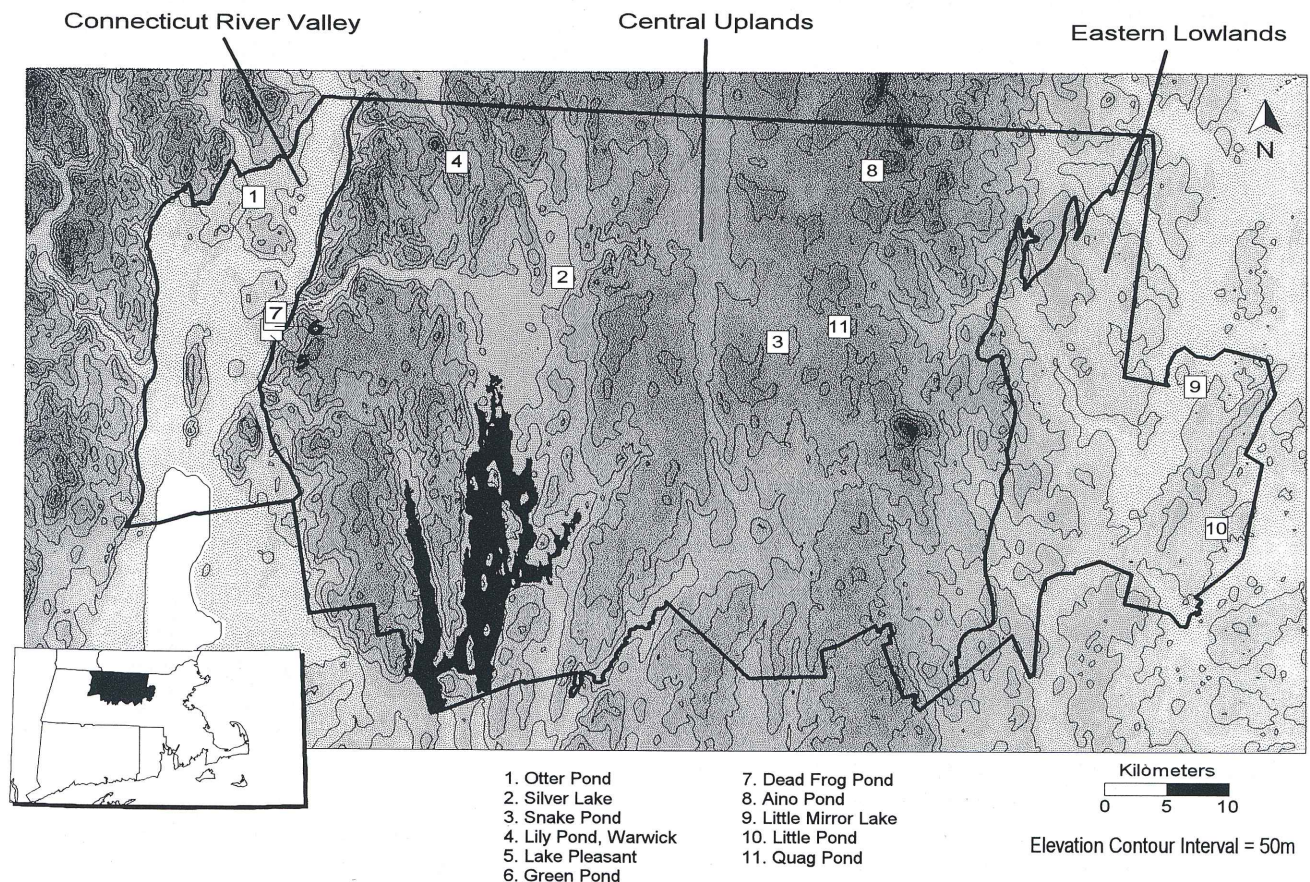 Connecticut River Valley
Central Uplands
Eastern Lowlands
N
4
8
1
2
7
6
11
3
5
9
10
1. Otter Pond
2. Silver Lake
3. Snake Pond
4. Lily Pond, Warwick
5. Lake Pleasant
6. Green Pond
7. Dead Frog Pond
8. Aino Pond
9. Little Mirror Lake
10. Little Pond
11. Quag Pond
Kilometers
0 5 10
Elevation Contour Interval = 50m